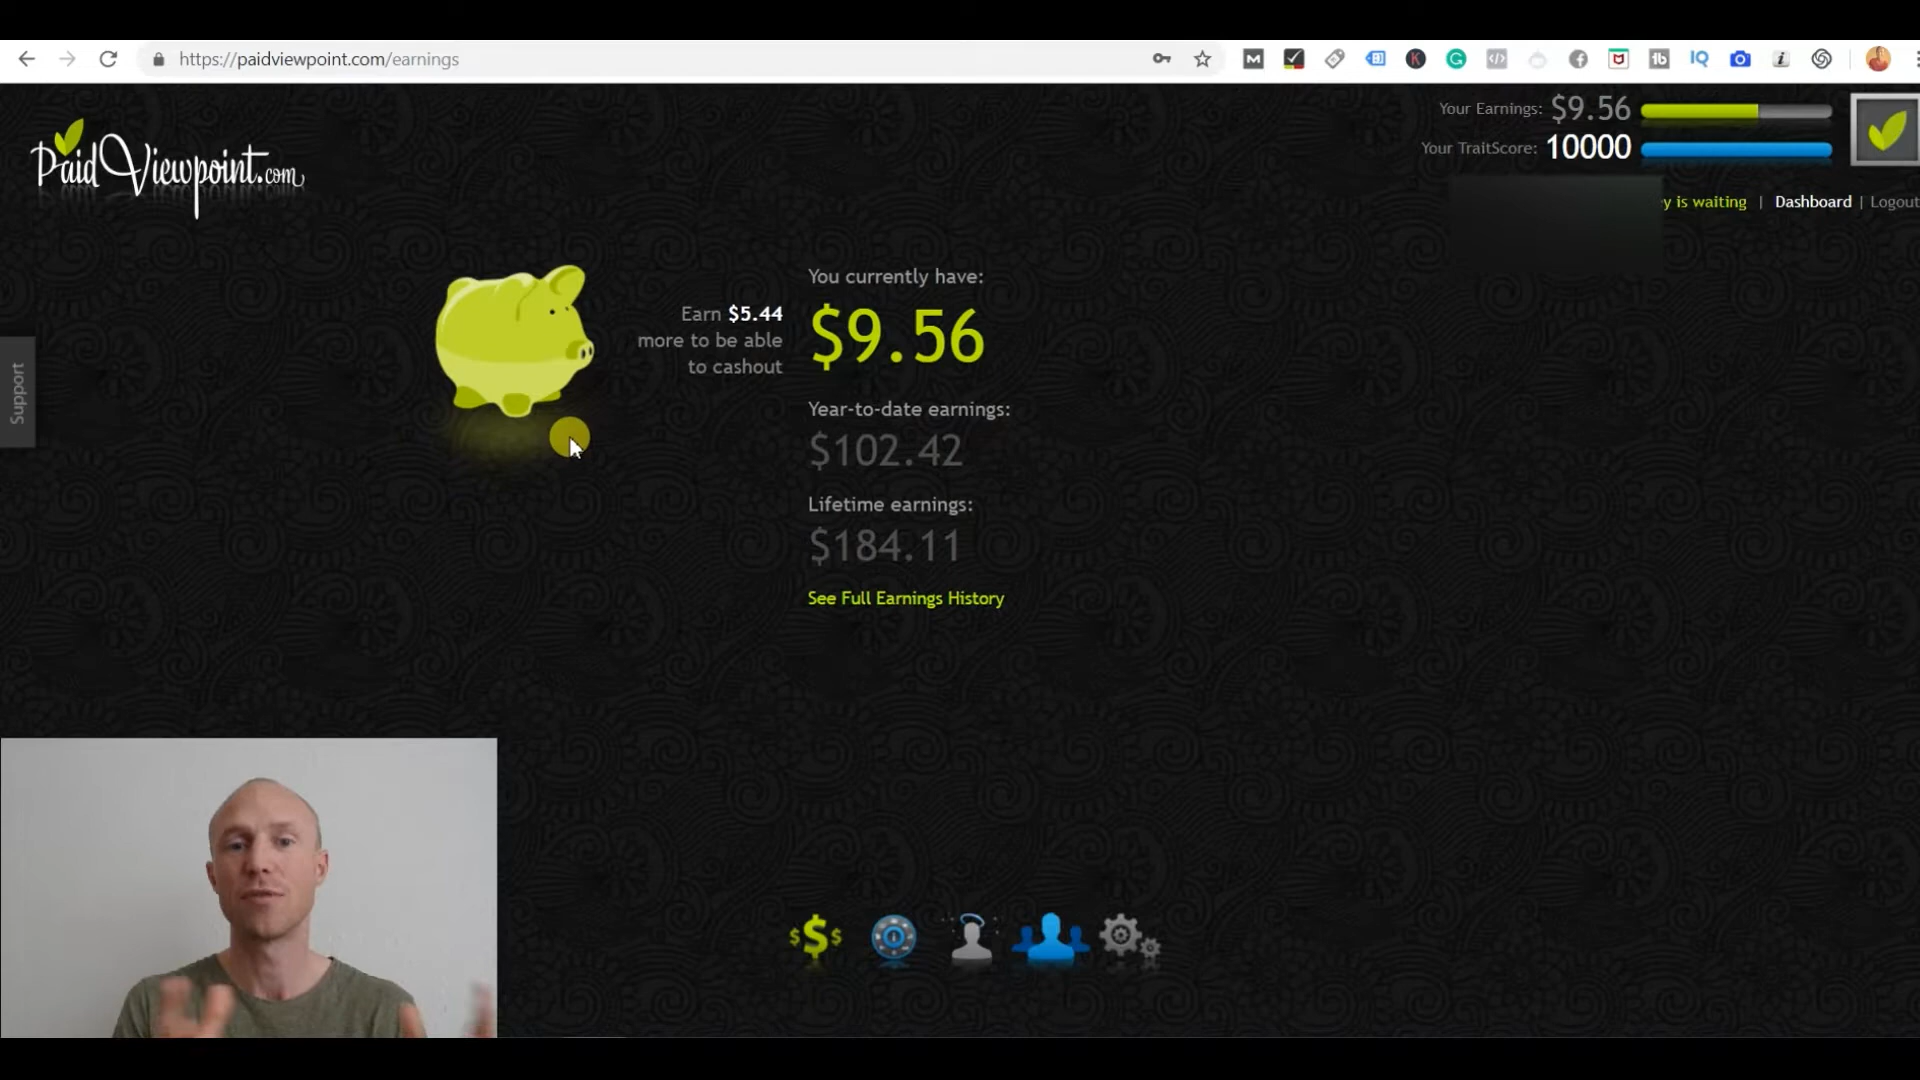 https://paidviewpoint.com/earnings
Your Earnings: $9.56
Your TraitScore: 10000
PaidViewpoint.com
y is waiting | Dashboard | Logout
Support
Earn $5.44
more to be able
to cashout
You currently have:
$9.56
Year-to-date earnings:
$102.42
Lifetime earnings:
$184.11
See Full Earnings History